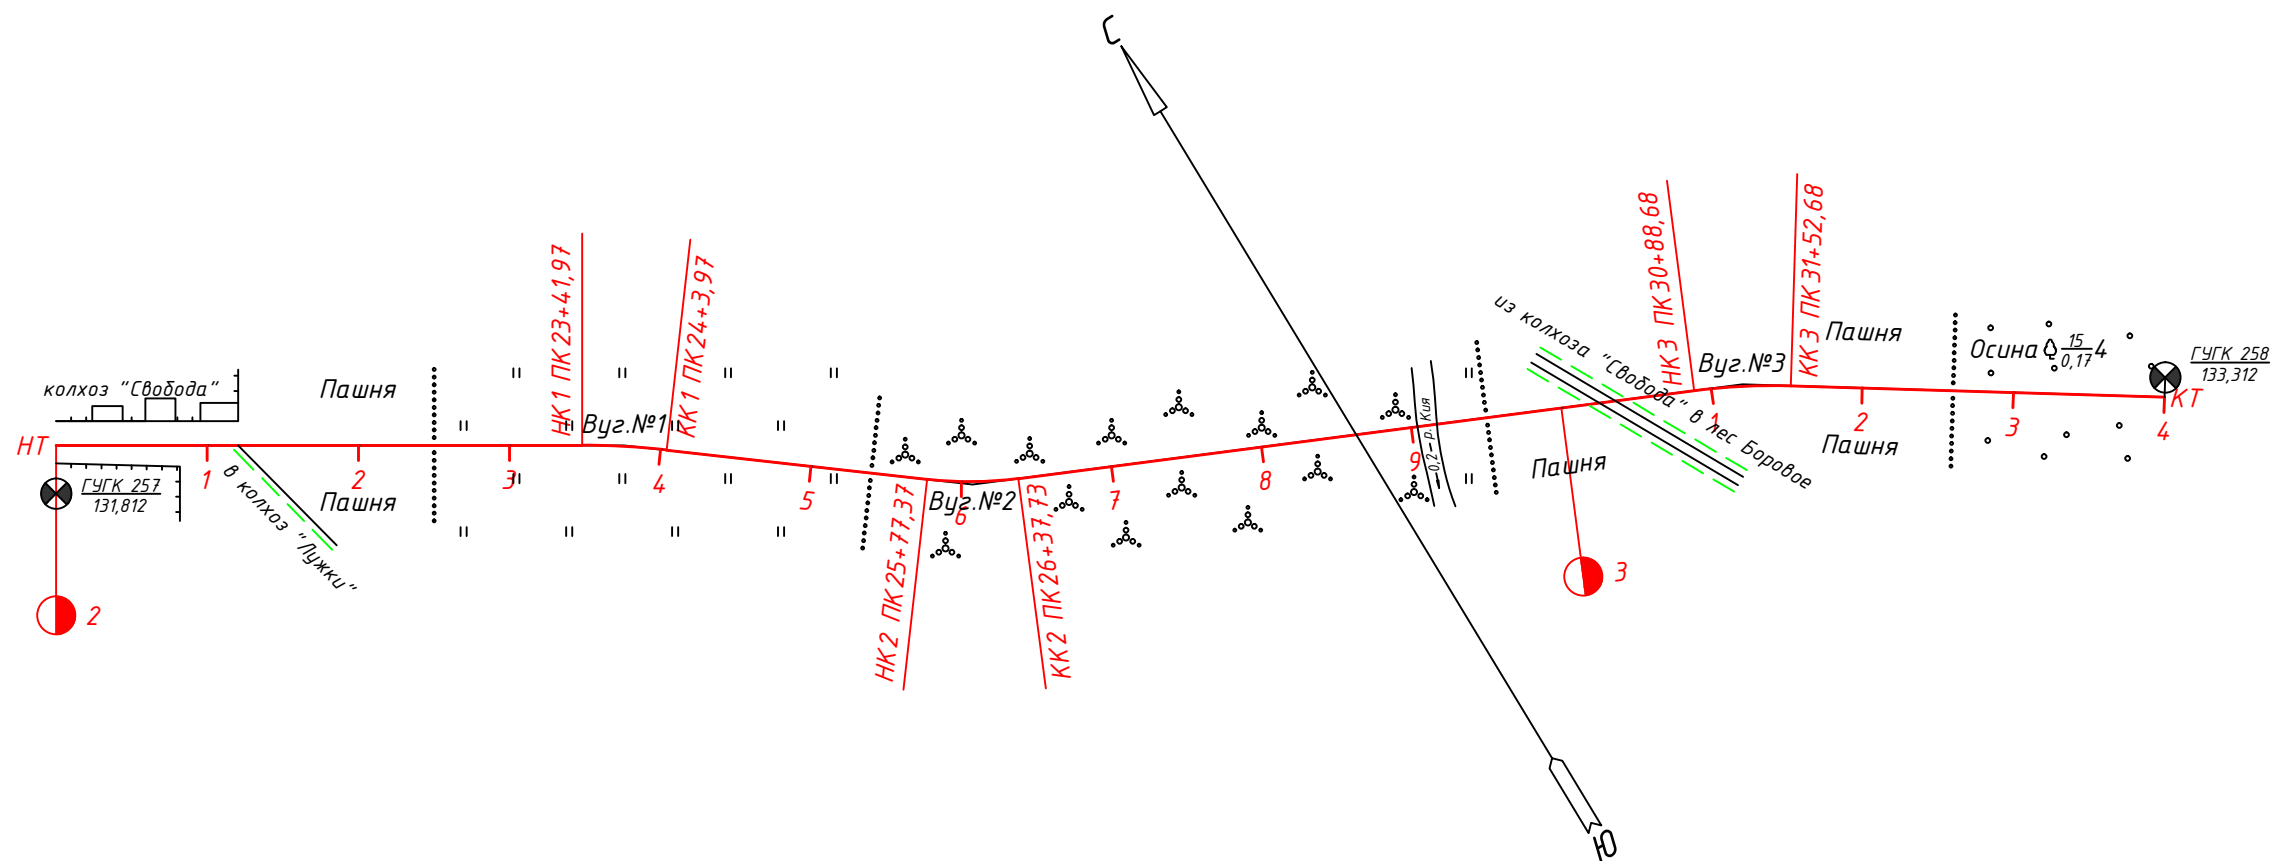 С
колхоз "Свобода"
Пашня
НТ
1
2
3
4
5
6
7
8
9
1
2
3
4
КТ
ГУГК 257
131,812
Пашня
в колхоз "Лужки"
2
НК1 ПК23+41,97
Вуг.№1
КК1 ПК24+3,97
НК2 ПК25+77,37
Вуг.№2
КК2 ПК26+37,73
0,2
р. Кия
Пашня
3
из колхоза "Свобода" в лес Боровое
НК3 ПК30+88,68
Вуг.№3
КК3 ПК31+52,68
Пашня
Пашня
Осина 15 4
0,17
ГУГК 258
133,312
Ю